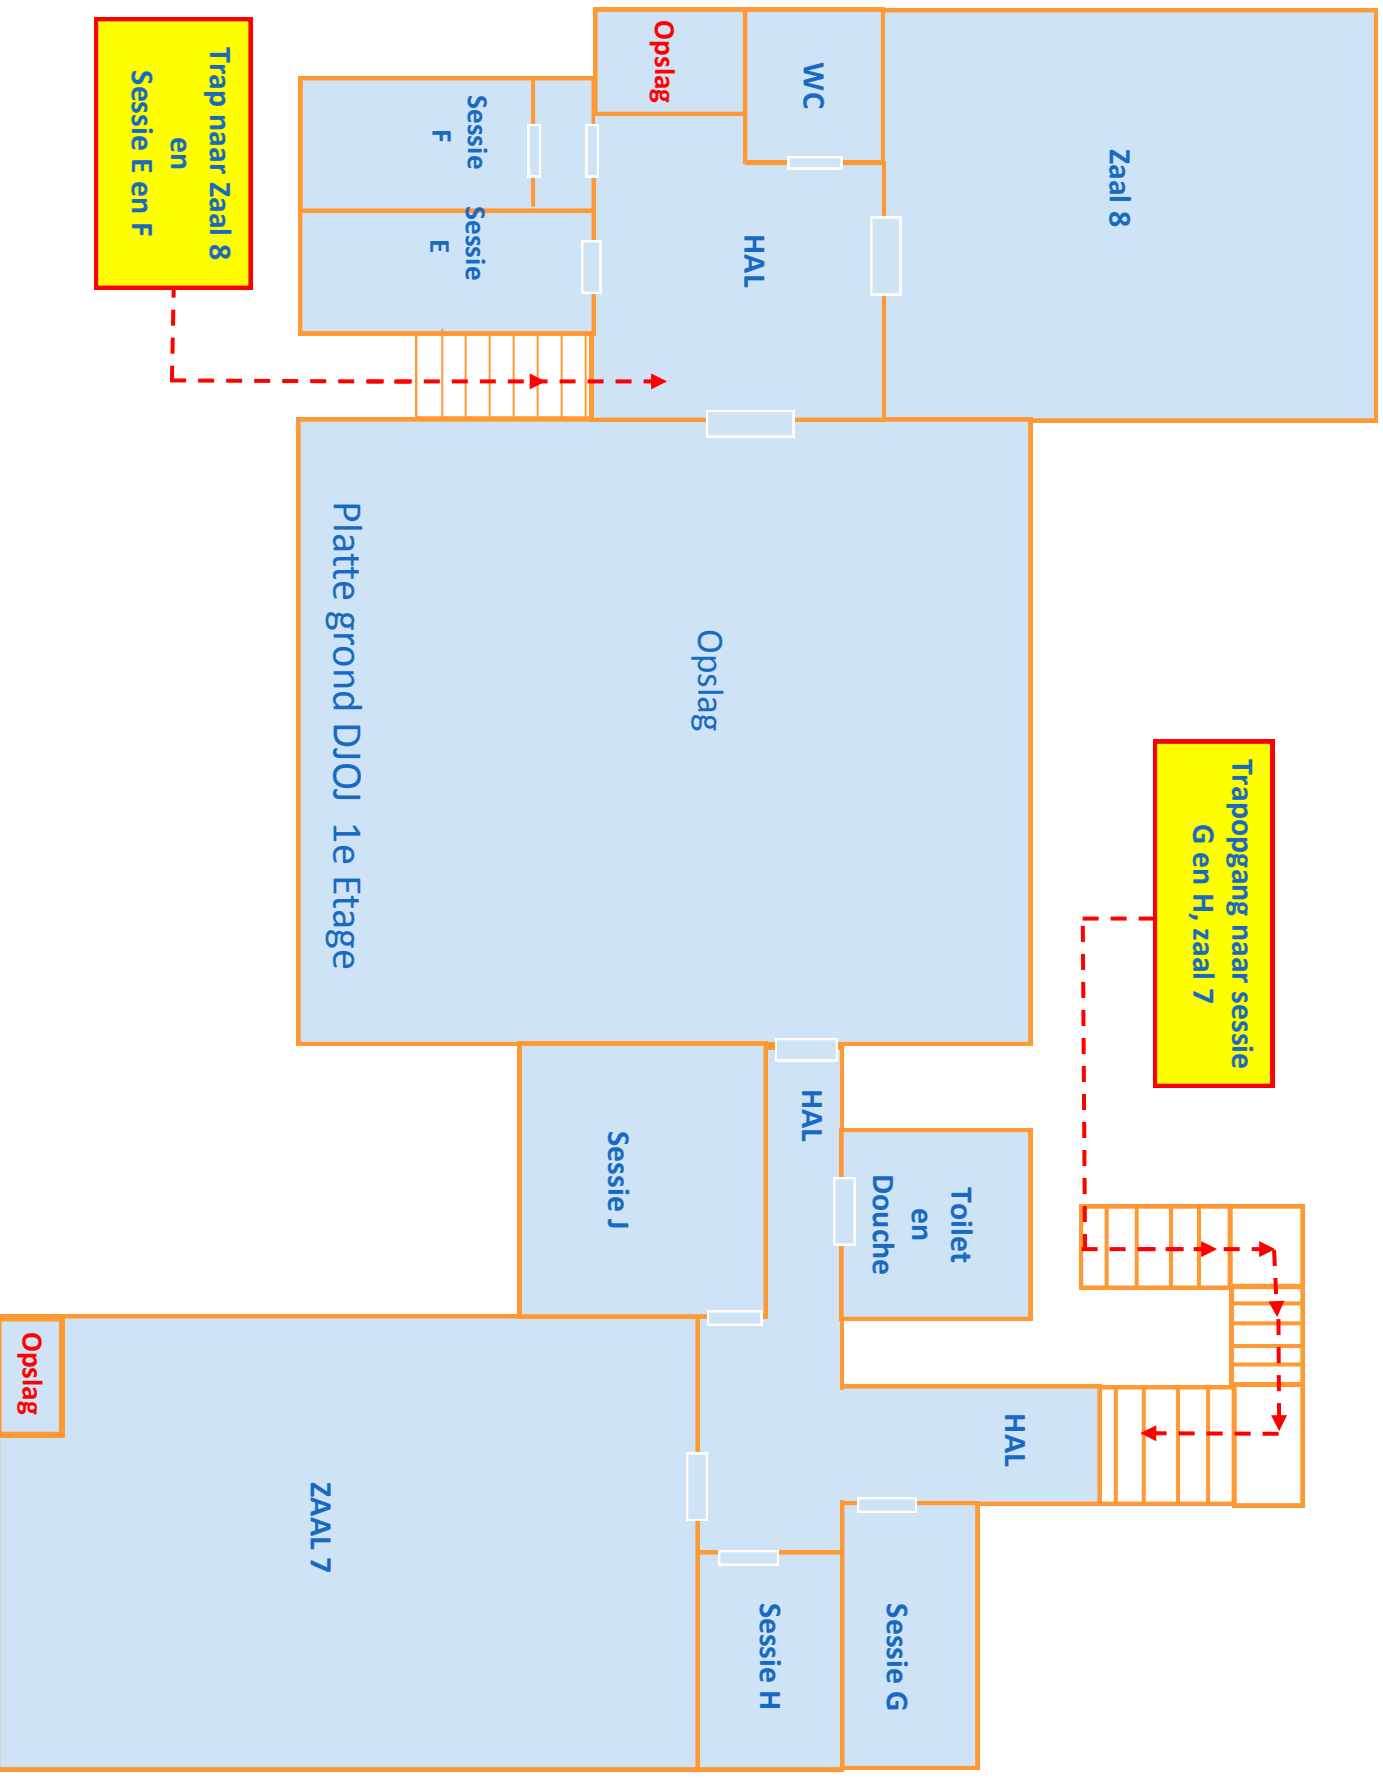 Trap naar Zaal 8
en
Sessie E en F
Opslag
WC
Zaal 8
Sessie
F
Sessie
E
HAL
Platte grond DJOJ 1e Etage
Opslag
Trapopgang naar sessie
G en H, zaal 7
HAL
Sessie J
Toilet
en
Douche
HAL
Opslag
ZAAL 7
Sessie H
Sessie G